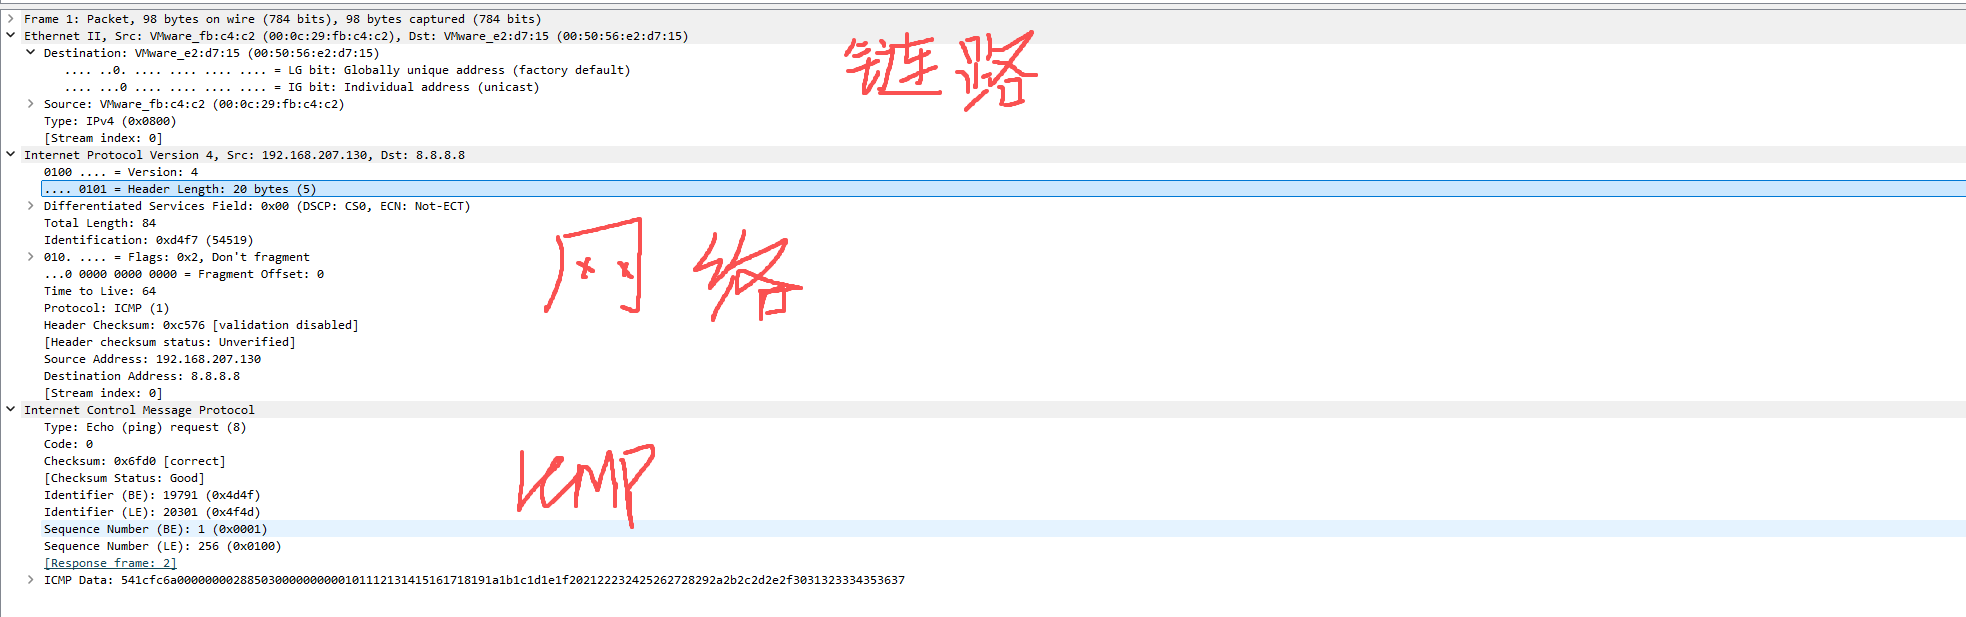 Frame 1: Packet, 98 bytes on wire (784 bits), 98 bytes captured (784 bits)
Ethernet II, Src: VMware_fb:c4:c2 (00:0c:29:fb:c4:c2), Dst: VMware_e2:d7:15 (00:50:56:e2:d7:15)
Destination: VMware_e2:d7:15 (00:50:56:e2:d7:15)
.... ..0. .... .... .... .... = LG bit: Globally unique address (factory default)
.... ...0 .... .... .... .... = IG bit: Individual address (unicast)
链路
Source: VMware_fb:c4:c2 (00:0c:29:fb:c4:c2)
Type: IPv4 (0x0800)
[Stream index: 0]
Internet Protocol Version 4, Src: 192.168.207.130, Dst: 8.8.8.8
0100 .... = Version: 4
.... 0101 = Header Length: 20 bytes (5)
Differentiated Services Field: 0x00 (DSCP: CS0, ECN: Not-ECT)
Total Length: 84
Identification: 0xd4f7 (54519)
010. .... = Flags: 0x2, Don't fragment
网络
...0 0000 0000 0000 = Fragment Offset: 0
Time to Live: 64
Protocol: ICMP (1)
Header Checksum: 0xc576 [validation disabled]
[Header checksum status: Unverified]
Source Address: 192.168.207.130
Destination Address: 8.8.8.8
[Stream index: 0]
Internet Control Message Protocol
Type: Echo (ping) request (8)
Code: 0
Checksum: 0x6fd0 [correct]
[Checksum Status: Good]
ICMP
Identifier (BE): 19791 (0x4d4f)
Identifier (LE): 20301 (0x4f4d)
Sequence Number (BE): 1 (0x0001)
Sequence Number (LE): 256 (0x0100)
[Response frame: 2]
ICMP Data: 541cfc6a00000000288503000000000010111213141516171819​1a1b1c1d1e1f202122232425262728292a2b2c2d2e2f3031323334353637